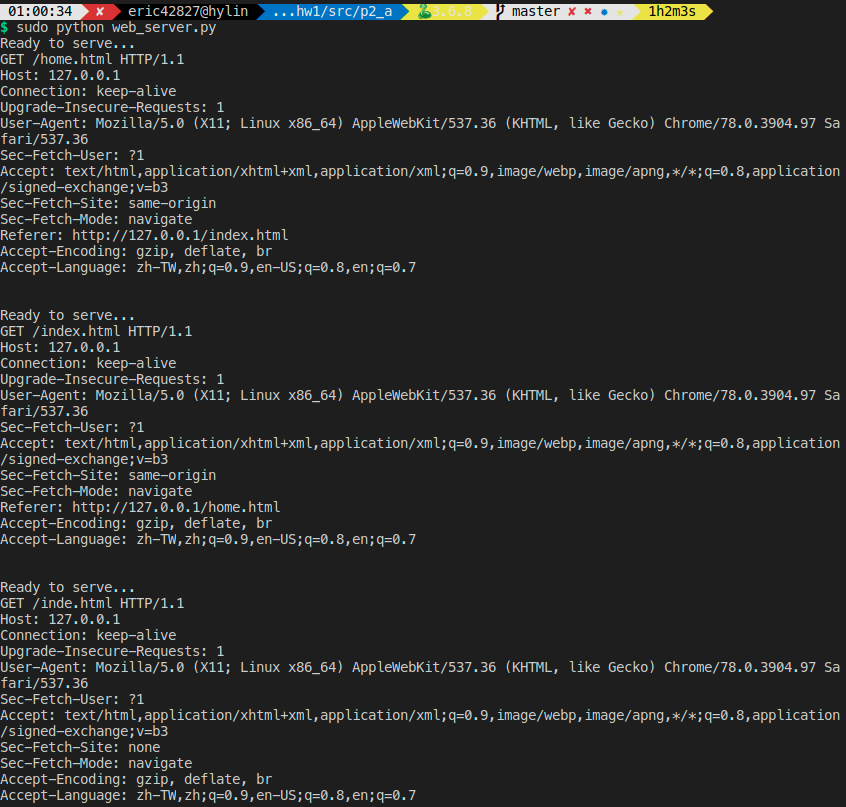 01:00:34 ✘ eric42827@hylin ...hw1/src/p2_a 3.6.8 master ✘ ✖ ✹ ★ 1h2m3s
$ sudo python web_server.py
Ready to serve...
GET /home.html HTTP/1.1
Host: 127.0.0.1
Connection: keep-alive
Upgrade-Insecure-Requests: 1
User-Agent: Mozilla/5.0 (X11; Linux x86_64) AppleWebKit/537.36 (KHTML, like Gecko) Chrome/78.0.3904.97 Sa
fari/537.36
Sec-Fetch-User: ?1
Accept: text/html,application/xhtml+xml,application/xml;q=0.9,image/webp,image/apng,*/*;q=0.8,application
/signed-exchange;v=b3
Sec-Fetch-Site: same-origin
Sec-Fetch-Mode: navigate
Referer: http://127.0.0.1/index.html
Accept-Encoding: gzip, deflate, br
Accept-Language: zh-TW,zh;q=0.9,en-US;q=0.8,en;q=0.7
Ready to serve...
GET /index.html HTTP/1.1
Host: 127.0.0.1
Connection: keep-alive
Upgrade-Insecure-Requests: 1
User-Agent: Mozilla/5.0 (X11; Linux x86_64) AppleWebKit/537.36 (KHTML, like Gecko) Chrome/78.0.3904.97 Sa
fari/537.36
Sec-Fetch-User: ?1
Accept: text/html,application/xhtml+xml,application/xml;q=0.9,image/webp,image/apng,*/*;q=0.8,application
/signed-exchange;v=b3
Sec-Fetch-Site: same-origin
Sec-Fetch-Mode: navigate
Referer: http://127.0.0.1/home.html
Accept-Encoding: gzip, deflate, br
Accept-Language: zh-TW,zh;q=0.9,en-US;q=0.8,en;q=0.7
Ready to serve...
GET /inde.html HTTP/1.1
Host: 127.0.0.1
Connection: keep-alive
Upgrade-Insecure-Requests: 1
User-Agent: Mozilla/5.0 (X11; Linux x86_64) AppleWebKit/537.36 (KHTML, like Gecko) Chrome/78.0.3904.97 Sa
fari/537.36
Sec-Fetch-User: ?1
Accept: text/html,application/xhtml+xml,application/xml;q=0.9,image/webp,image/apng,*/*;q=0.8,application
/signed-exchange;v=b3
Sec-Fetch-Site: none
Sec-Fetch-Mode: navigate
Accept-Encoding: gzip, deflate, br
Accept-Language: zh-TW,zh;q=0.9,en-US;q=0.8,en;q=0.7